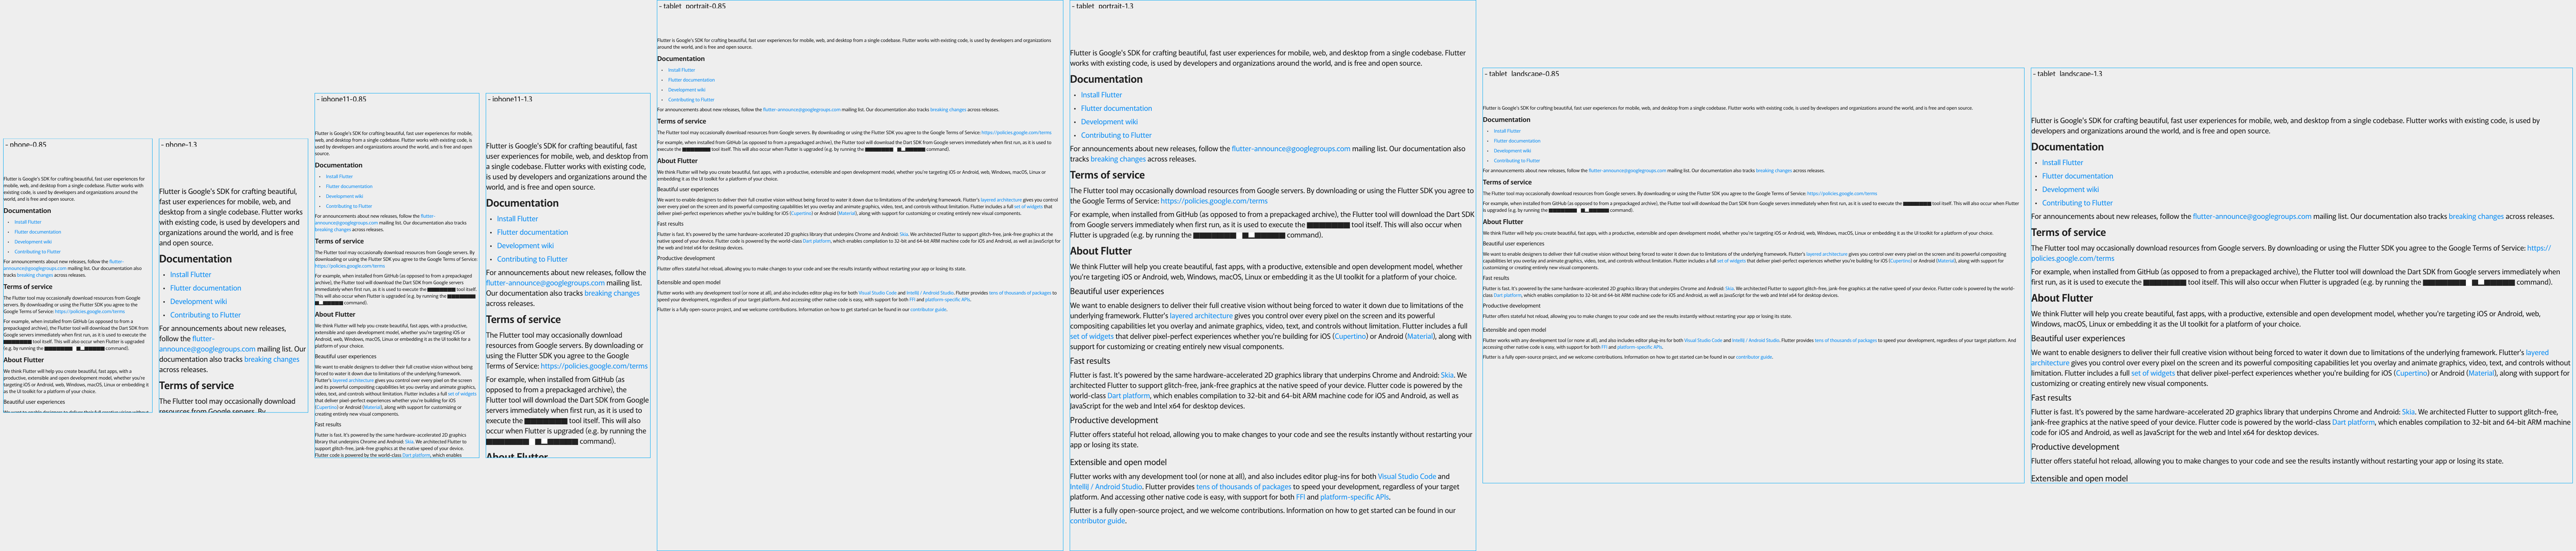 - phone-0.85
Flutter is Google's SDK for crafting beautiful, fast user experiences for
mobile, web, and desktop from a single codebase. Flutter works with
existing code, is used by developers and organizations around the
world, and is free and open source.
Documentation
• Install Flutter
• Flutter documentation
• Development wiki
• Contributing to Flutter
For announcements about new releases, follow the flutter-
announce@googlegroups.com mailing list. Our documentation also
tracks breaking changes across releases.
Terms of service
The Flutter tool may occasionally download resources from Google
servers. By downloading or using the Flutter SDK you agree to the
Google Terms of Service: https://policies.google.com/terms
For example, when installed from GitHub (as opposed to from a
prepackaged archive), the Flutter tool will download the Dart SDK from
Google servers immediately when first run, as it is used to execute the
tool itself. This will also occur when Flutter is upgraded
(e.g. by running the command).
About Flutter
We think Flutter will help you create beautiful, fast apps, with a
productive, extensible and open development model, whether you're
targeting iOS or Android, web, Windows, macOS, Linux or embedding it
as the UI toolkit for a platform of your choice.
Beautiful user experiences
We want to enable designers to deliver their full creative vision without
- phone-1.3
Flutter is Google's SDK for crafting beautiful,
fast user experiences for mobile, web, and
desktop from a single codebase. Flutter works
with existing code, is used by developers and
organizations around the world, and is free
and open source.
Documentation
• Install Flutter
• Flutter documentation
• Development wiki
• Contributing to Flutter
For announcements about new releases,
follow the flutter-
announce@googlegroups.com mailing list. Our
documentation also tracks breaking changes
across releases.
Terms of service
The Flutter tool may occasionally download
resources from Google servers. By
- iphone11-0.85
Flutter is Google's SDK for crafting beautiful, fast user experiences for mobile,
web, and desktop from a single codebase. Flutter works with existing code, is
used by developers and organizations around the world, and is free and open
source.
Documentation
• Install Flutter
• Flutter documentation
• Development wiki
• Contributing to Flutter
For announcements about new releases, follow the flutter-
announce@googlegroups.com mailing list. Our documentation also tracks
breaking changes across releases.
Terms of service
The Flutter tool may occasionally download resources from Google servers. By
downloading or using the Flutter SDK you agree to the Google Terms of Service:
https://policies.google.com/terms
For example, when installed from GitHub (as opposed to from a prepackaged
archive), the Flutter tool will download the Dart SDK from Google servers
immediately when first run, as it is used to execute the tool itself.
This will also occur when Flutter is upgraded (e.g. by running the
command).
About Flutter
We think Flutter will help you create beautiful, fast apps, with a productive,
extensible and open development model, whether you're targeting iOS or
Android, web, Windows, macOS, Linux or embedding it as the UI toolkit for a
platform of your choice.
Beautiful user experiences
We want to enable designers to deliver their full creative vision without being
forced to water it down due to limitations of the underlying framework. Flutter's
layered architecture gives you control over every pixel on the screen
and its powerful compositing capabilities let you overlay and animate graphics,
video, text, and controls without limitation. Flutter includes a full set of widgets
that deliver pixel-perfect experiences whether you're building for iOS
(Cupertino) or Android (Material), along with support for customizing or
creating entirely new visual components.
Fast results
Flutter is fast. It's powered by the same hardware-accelerated 2D graphics
library that underpins Chrome and Android: Skia. We architected Flutter to
support glitch-free, jank-free graphics at the native speed of your device.
Flutter code is powered by the world-class Dart platform, which enables
- iphone11-1.3
Flutter is Google's SDK for crafting beautiful, fast
user experiences for mobile, web, and desktop from
a single codebase. Flutter works with existing code,
is used by developers and organizations around the
world, and is free and open source.
Documentation
• Install Flutter
• Flutter documentation
• Development wiki
• Contributing to Flutter
For announcements about new releases, follow the
flutter-announce@googlegroups.com mailing list.
Our documentation also tracks breaking changes
across releases.
Terms of service
The Flutter tool may occasionally download
resources from Google servers. By downloading or
using the Flutter SDK you agree to the Google
Terms of Service: https://policies.google.com/terms
For example, when installed from GitHub (as
opposed to from a prepackaged archive), the
Flutter tool will download the Dart SDK from Google
servers immediately when first run, as it is used to
execute the tool itself. This will also
occur when Flutter is upgraded (e.g. by running the
command).
About Flutter
- tablet_portrait-0.85
Flutter is Google's SDK for crafting beautiful, fast user experiences for mobile, web, and desktop from a single codebase. Flutter works with existing code, is used by developers and organizations
around the world, and is free and open source.
Documentation
• Install Flutter
• Flutter documentation
• Development wiki
• Contributing to Flutter
For announcements about new releases, follow the flutter-announce@googlegroups.com mailing list. Our documentation also tracks breaking changes across releases.
Terms of service
The Flutter tool may occasionally download resources from Google servers. By downloading or using the Flutter SDK you agree to the Google Terms of Service: https://policies.google.com/terms
For example, when installed from GitHub (as opposed to from a prepackaged archive), the Flutter tool will download the Dart SDK from Google servers immediately when first run, as it is used to
execute the tool itself. This will also occur when Flutter is upgraded (e.g. by running the command).
About Flutter
We think Flutter will help you create beautiful, fast apps, with a productive, extensible and open development model, whether you're targeting iOS or Android, web, Windows, macOS, Linux or
embedding it as the UI toolkit for a platform of your choice.
Beautiful user experiences
We want to enable designers to deliver their full creative vision without being forced to water it down due to limitations of the underlying framework. Flutter's layered architecture gives you control
over every pixel on the screen and its powerful compositing capabilities let you overlay and animate graphics, video, text, and controls without limitation. Flutter includes a full set of widgets that
deliver pixel-perfect experiences whether you're building for iOS (Cupertino) or Android (Material), along with support for customizing or creating entirely new visual components.
Fast results
Flutter is fast. It's powered by the same hardware-accelerated 2D graphics library that underpins Chrome and Android: Skia. We architected Flutter to support glitch-free, jank-free graphics at the
native speed of your device. Flutter code is powered by the world-class Dart platform, which enables compilation to 32-bit and 64-bit ARM machine code for iOS and Android, as well as JavaScript for
the web and Intel x64 for desktop devices.
Productive development
Flutter offers stateful hot reload, allowing you to make changes to your code and see the results instantly without restarting your app or losing its state.
Extensible and open model
Flutter works with any development tool (or none at all), and also includes editor plug-ins for both Visual Studio Code and IntelliJ / Android Studio. Flutter provides tens of thousands of packages to
speed your development, regardless of your target platform. And accessing other native code is easy, with support for both FFI and platform-specific APIs.
Flutter is a fully open-source project, and we welcome contributions. Information on how to get started can be found in our contributor guide.
- tablet_portrait-1.3
Flutter is Google's SDK for crafting beautiful, fast user experiences for mobile, web, and desktop from a single codebase. Flutter
works with existing code, is used by developers and organizations around the world, and is free and open source.
Documentation
• Install Flutter
• Flutter documentation
• Development wiki
• Contributing to Flutter
For announcements about new releases, follow the flutter-announce@googlegroups.com mailing list. Our documentation also
tracks breaking changes across releases.
Terms of service
The Flutter tool may occasionally download resources from Google servers. By downloading or using the Flutter SDK you agree to
the Google Terms of Service: https://policies.google.com/terms
For example, when installed from GitHub (as opposed to from a prepackaged archive), the Flutter tool will download the Dart SDK
from Google servers immediately when first run, as it is used to execute the tool itself. This will also occur when
Flutter is upgraded (e.g. by running the command).
About Flutter
We think Flutter will help you create beautiful, fast apps, with a productive, extensible and open development model, whether
you're targeting iOS or Android, web, Windows, macOS, Linux or embedding it as the UI toolkit for a platform of your choice.
Beautiful user experiences
We want to enable designers to deliver their full creative vision without being forced to water it down due to limitations of the
underlying framework. Flutter's layered architecture gives you control over every pixel on the screen and its powerful
compositing capabilities let you overlay and animate graphics, video, text, and controls without limitation. Flutter includes a full
set of widgets that deliver pixel-perfect experiences whether you're building for iOS (Cupertino) or Android (Material), along with
support for customizing or creating entirely new visual components.
Fast results
Flutter is fast. It's powered by the same hardware-accelerated 2D graphics library that underpins Chrome and Android: Skia. We
architected Flutter to support glitch-free, jank-free graphics at the native speed of your device. Flutter code is powered by the
world-class Dart platform, which enables compilation to 32-bit and 64-bit ARM machine code for iOS and Android, as well as
JavaScript for the web and Intel x64 for desktop devices.
Productive development
Flutter offers stateful hot reload, allowing you to make changes to your code and see the results instantly without restarting your
app or losing its state.
Extensible and open model
Flutter works with any development tool (or none at all), and also includes editor plug-ins for both Visual Studio Code and
IntelliJ / Android Studio. Flutter provides tens of thousands of packages to speed your development, regardless of your target
platform. And accessing other native code is easy, with support for both FFI and platform-specific APIs.
Flutter is a fully open-source project, and we welcome contributions. Information on how to get started can be found in our
contributor guide.
- tablet_landscape-0.85
Flutter is Google's SDK for crafting beautiful, fast user experiences for mobile, web, and desktop from a single codebase. Flutter works with existing code, is used by developers and organizations around the world, and is free and open source.
Documentation
• Install Flutter
• Flutter documentation
• Development wiki
• Contributing to Flutter
For announcements about new releases, follow the flutter-announce@googlegroups.com mailing list. Our documentation also tracks breaking changes across releases.
Terms of service
The Flutter tool may occasionally download resources from Google servers. By downloading or using the Flutter SDK you agree to the Google Terms of Service: https://policies.google.com/terms
For example, when installed from GitHub (as opposed to from a prepackaged archive), the Flutter tool will download the Dart SDK from Google servers immediately when first run, as it is used to execute the tool itself. This will also occur when Flutter
is upgraded (e.g. by running the command).
About Flutter
We think Flutter will help you create beautiful, fast apps, with a productive, extensible and open development model, whether you're targeting iOS or Android, web, Windows, macOS, Linux or embedding it as the UI toolkit for a platform of your choice.
Beautiful user experiences
We want to enable designers to deliver their full creative vision without being forced to water it down due to limitations of the underlying framework. Flutter's layered architecture gives you control over every pixel on the screen and its powerful compositing
capabilities let you overlay and animate graphics, video, text, and controls without limitation. Flutter includes a full set of widgets that deliver pixel-perfect experiences whether you're building for iOS (Cupertino) or Android (Material), along with support for
customizing or creating entirely new visual components.
Fast results
Flutter is fast. It's powered by the same hardware-accelerated 2D graphics library that underpins Chrome and Android: Skia. We architected Flutter to support glitch-free, jank-free graphics at the native speed of your device. Flutter code is powered by the world-
class Dart platform, which enables compilation to 32-bit and 64-bit ARM machine code for iOS and Android, as well as JavaScript for the web and Intel x64 for desktop devices.
Productive development
Flutter offers stateful hot reload, allowing you to make changes to your code and see the results instantly without restarting your app or losing its state.
Extensible and open model
Flutter works with any development tool (or none at all), and also includes editor plug-ins for both Visual Studio Code and IntelliJ / Android Studio. Flutter provides tens of thousands of packages to speed your development, regardless of your target platform. And
accessing other native code is easy, with support for both FFI and platform-specific APIs.
Flutter is a fully open-source project, and we welcome contributions. Information on how to get started can be found in our contributor guide.
- tablet_landscape-1.3
Flutter is Google's SDK for crafting beautiful, fast user experiences for mobile, web, and desktop from a single codebase. Flutter works with existing code, is used by
developers and organizations around the world, and is free and open source.
Documentation
• Install Flutter
• Flutter documentation
• Development wiki
• Contributing to Flutter
For announcements about new releases, follow the flutter-announce@googlegroups.com mailing list. Our documentation also tracks breaking changes across releases.
Terms of service
The Flutter tool may occasionally download resources from Google servers. By downloading or using the Flutter SDK you agree to the Google Terms of Service: https://
policies.google.com/terms
For example, when installed from GitHub (as opposed to from a prepackaged archive), the Flutter tool will download the Dart SDK from Google servers immediately when
first run, as it is used to execute the tool itself. This will also occur when Flutter is upgraded (e.g. by running the command).
About Flutter
We think Flutter will help you create beautiful, fast apps, with a productive, extensible and open development model, whether you're targeting iOS or Android, web,
Windows, macOS, Linux or embedding it as the UI toolkit for a platform of your choice.
Beautiful user experiences
We want to enable designers to deliver their full creative vision without being forced to water it down due to limitations of the underlying framework. Flutter's layered
architecture gives you control over every pixel on the screen and its powerful compositing capabilities let you overlay and animate graphics, video, text, and controls without
limitation. Flutter includes a full set of widgets that deliver pixel-perfect experiences whether you're building for iOS (Cupertino) or Android (Material), along with support for
customizing or creating entirely new visual components.
Fast results
Flutter is fast. It's powered by the same hardware-accelerated 2D graphics library that underpins Chrome and Android: Skia. We architected Flutter to support glitch-free,
jank-free graphics at the native speed of your device. Flutter code is powered by the world-class Dart platform, which enables compilation to 32-bit and 64-bit ARM machine
code for iOS and Android, as well as JavaScript for the web and Intel x64 for desktop devices.
Productive development
Flutter offers stateful hot reload, allowing you to make changes to your code and see the results instantly without restarting your app or losing its state.
Extensible and open model